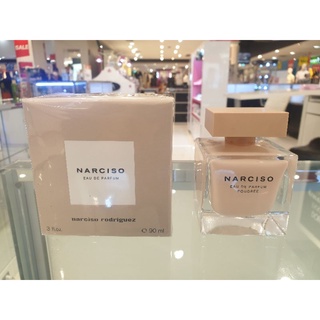 SALE
NARCISO
EAU DE PARFUM
narciso rodriguez
3 fl.oz. ℮ 90 ml
NARCISO
EAU DE PARFUM
POUDRÉE